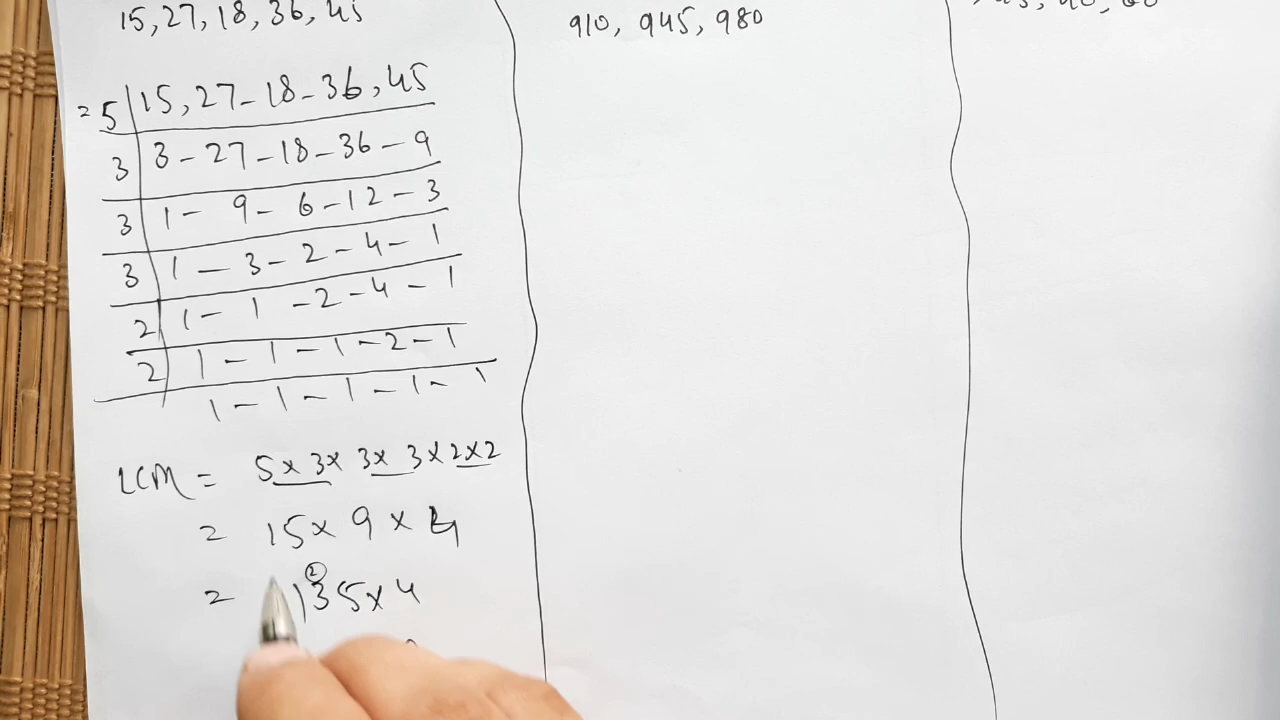 15, 27, 18, 36, 45
= 5 | 15, 27 - 18 - 36, 45
3 | 3 - 27 - 18 - 36 - 9
3 | 1 - 9 - 6 - 12 - 3
3 | 1 - 3 - 2 - 4 - 1
2 | 1 - 1 - 2 - 4 - 1
2 | 1 - 1 - 1 - 2 - 1
1 - 1 - 1 - 1 - 1
LCM = 5 × 3 × 3 × 3 × 2 × 2
= 15 × 9 × 4
2
= 135 × 4
910, 945, 980